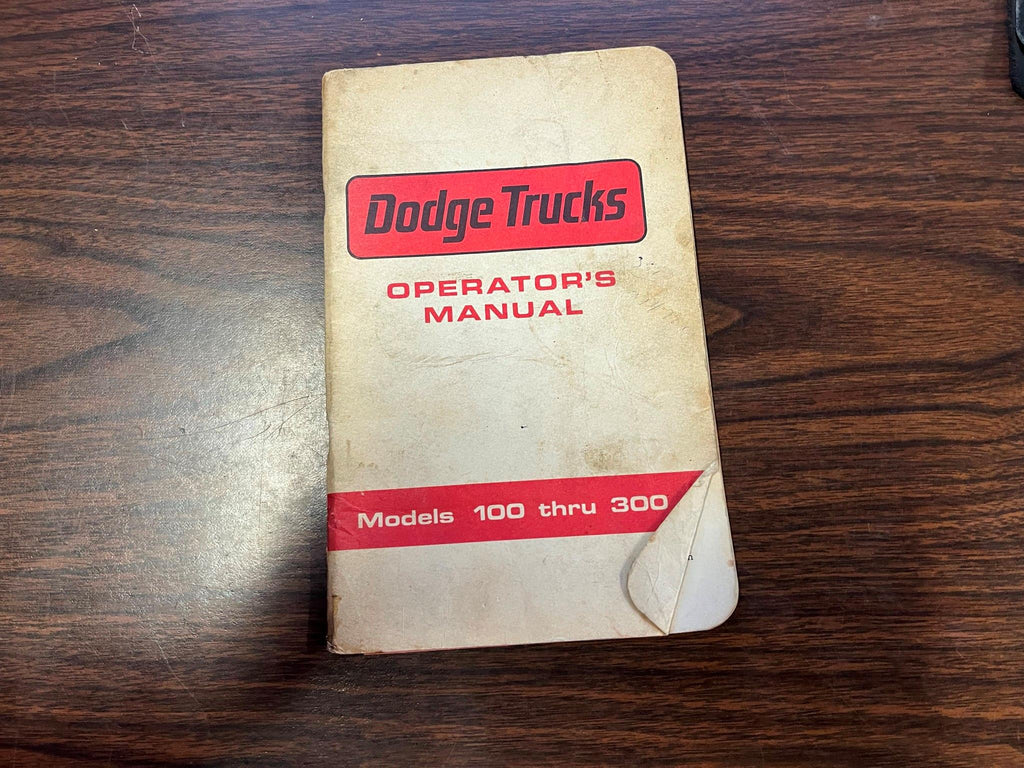 Dodge Trucks
OPERATOR'S
MANUAL
Models 100 thru 300
n